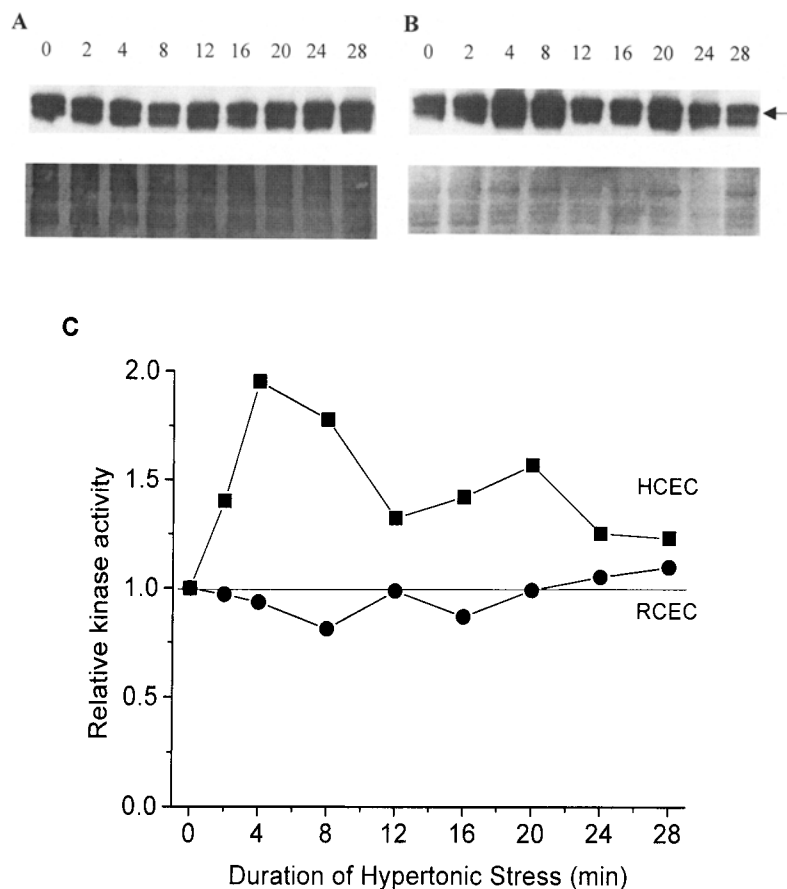 A
0 2 4 8 12 16 20 24 28
B
0 2 4 8 12 16 20 24 28
C
2.0
1.5
1.0
0.5
0.0
Relative kinase activity
HCEC
RCEC
0 4 8 12 16 20 24 28
Duration of Hypertonic Stress (min)